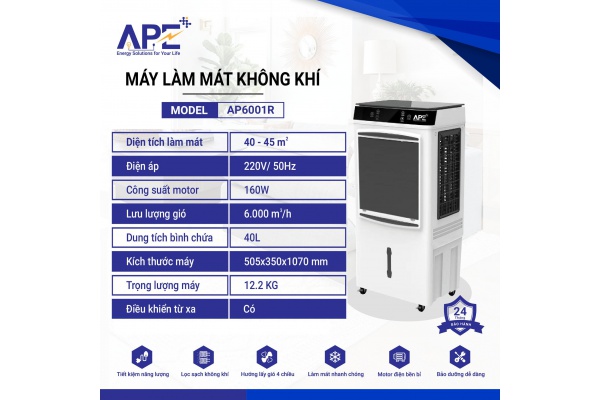 APE
Energy Solutions for Your Life
MÁY LÀM MÁT KHÔNG KHÍ
MODEL AP6001R
Diện tích làm mát 40 - 45 m²
Điện áp 220V/ 50Hz
Công suất motor 160W
Lưu lượng gió 6.000 m³/h
Dung tích bình chứa 40L
Kích thước máy 505x350x1070 mm
Trọng lượng máy 12.2 KG
Điều khiển từ xa Có
APE
24
Tháng
BẢO HÀNH
Tiết kiệm năng lượng
Lọc sạch không khí
Hướng lấy gió 4 chiều
Làm mát nhanh chóng
Motor điện bền bỉ
Bảo dưỡng dễ dàng